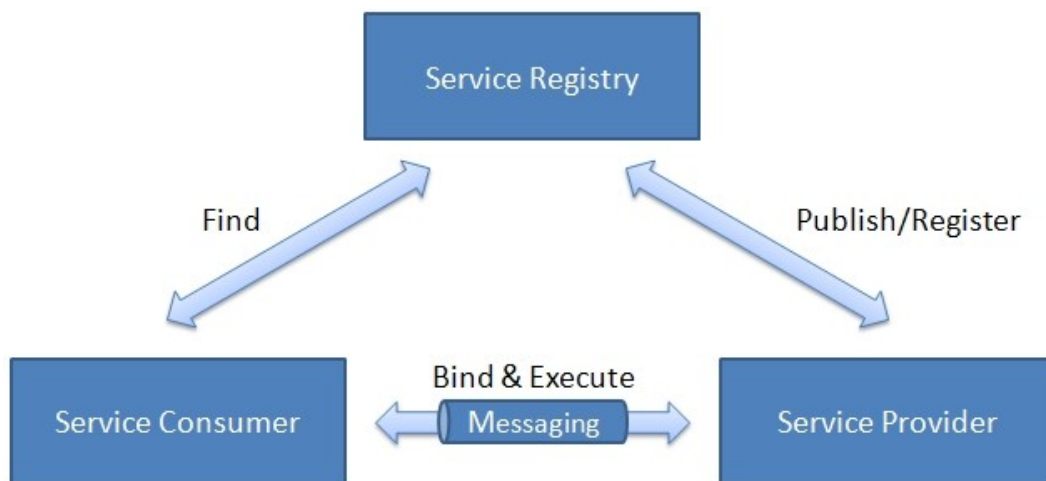 Service Registry
Find
Publish/Register
Bind & Execute
Service Consumer
Messaging
Service Provider